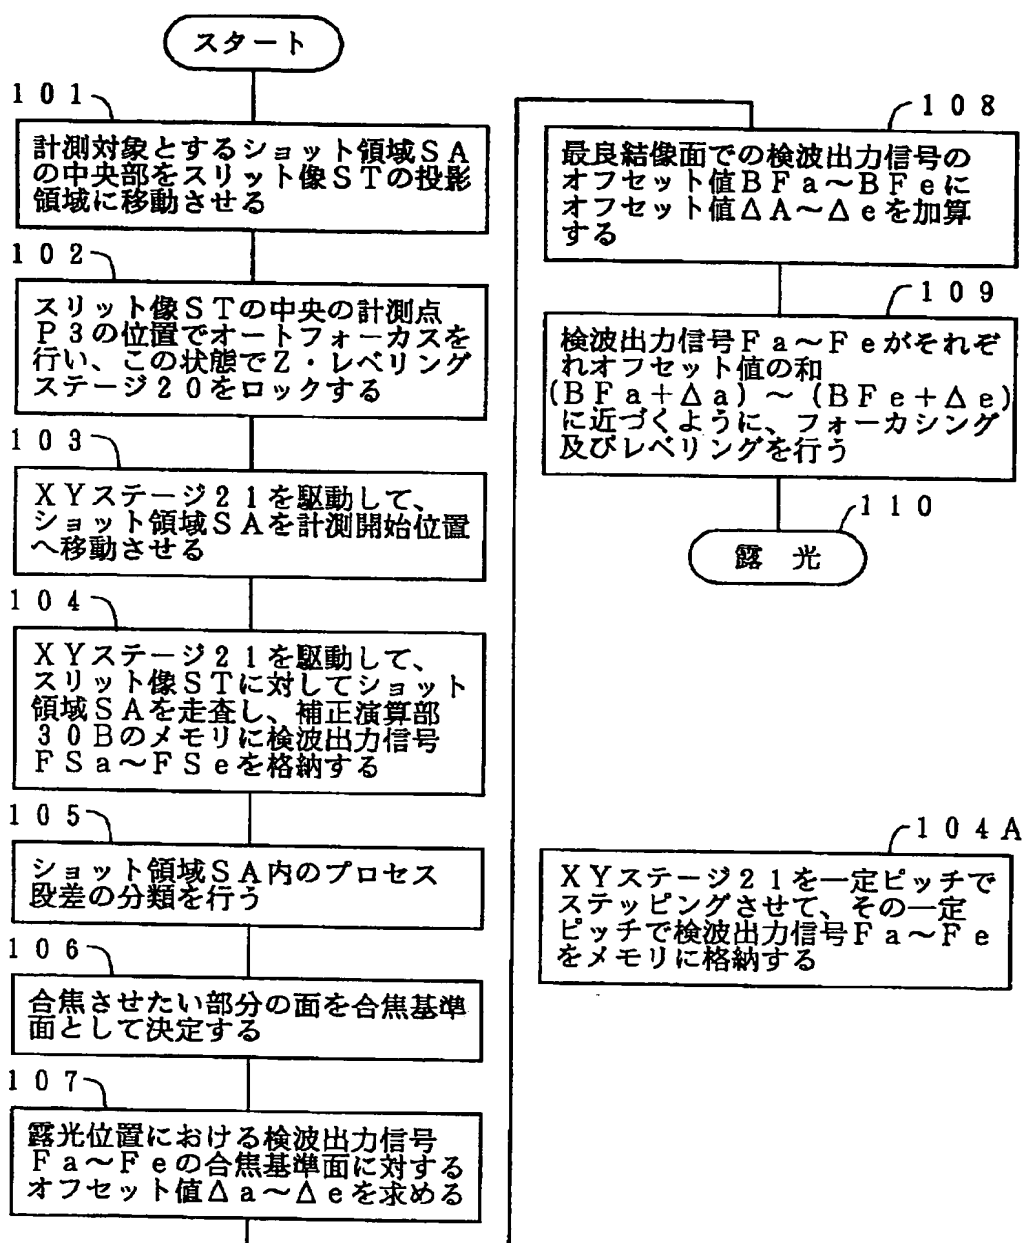 スタート
101
計測対象とするショット領域SA
の中央部をスリット像STの投影
領域に移動させる
102
スリット像STの中央の計測点
P3の位置でオートフォーカスを
行い、この状態でZ・レベリング
ステージ20をロックする
103
XYステージ21を駆動して、
ショット領域SAを計測開始位置
へ移動させる
104
XYステージ21を駆動して、
スリット像STに対してショット
領域SAを走査し、補正演算部
30Bのメモリに検波出力信号
FSa～FSeを格納する
105
ショット領域SA内のプロセス
段差の分類を行う
106
合焦させたい部分の面を合焦基準
面として決定する
107
露光位置における検波出力信号
Fa～Feの合焦基準面に対する
オフセット値Δa～Δeを求める
108
最良結像面での検波出力信号の
オフセット値BFa～BFeに
オフセット値ΔA～Δeを加算
する
109
検波出力信号Fa～Feがそれぞ
れオフセット値の和
(BFa+Δa)～(BFe+Δe)
に近づくように、フォーカシング
及びレベリングを行う
110
露光
104A
XYステージ21を一定ピッチで
ステッピングさせて、その一定
ピッチで検波出力信号Fa～Fe
をメモリに格納する